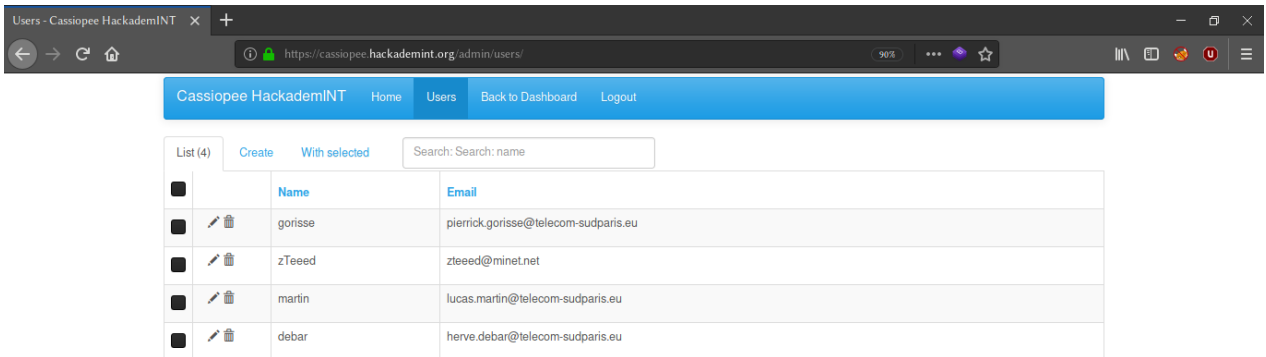 Users - Cassiopee HackademINT
https://cassiopee.hackademint.org/admin/users/ 90%
Cassiopee HackademINT Home Users Back to Dashboard Logout
List (4) Create With selected Search: Search: name
Name Email
gorisse pierrick.gorisse@telecom-sudparis.eu
zTeeed zteeed@minet.net
martin lucas.martin@telecom-sudparis.eu
debar herve.debar@telecom-sudparis.eu